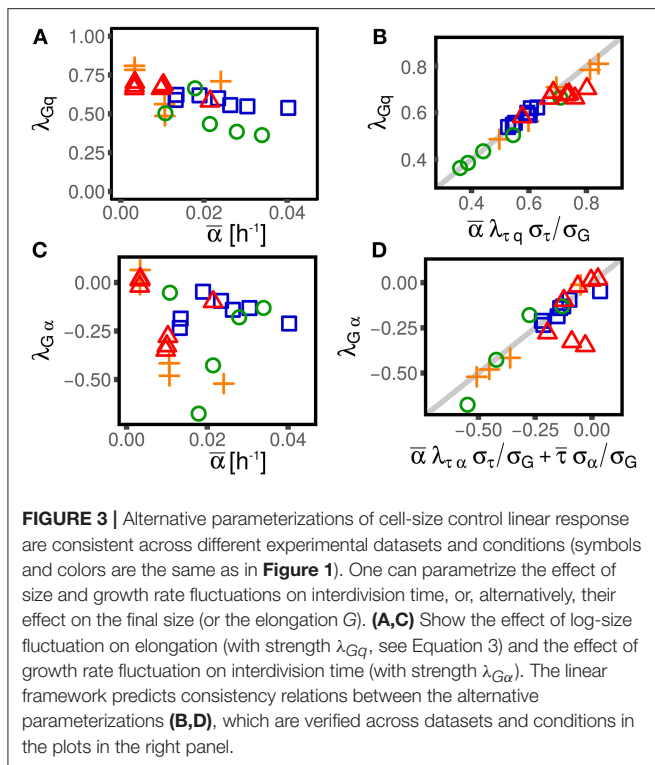 A
λGq
1.00
0.75
0.50
0.25
0.00
0.00 0.02 0.04
α̅ [h⁻¹]
B
λGq
0.8
0.6
0.4
0.4 0.6 0.8
α̅ λτq στ/σG
C
λGα
0.00
−0.25
−0.50
0.00 0.02 0.04
α̅ [h⁻¹]
D
λGα
0.00
−0.25
−0.50
−0.50 −0.25 0.00
α̅ λτα στ/σG + τ̅ σα/σG
FIGURE 3 | Alternative parameterizations of cell-size control linear response
are consistent across different experimental datasets and conditions (symbols
and colors are the same as in Figure 1). One can parametrize the effect of
size and growth rate fluctuations on interdivision time, or, alternatively, their
effect on the final size (or the elongation G). (A,C) Show the effect of log-size
fluctuation on elongation (with strength λGq, see Equation 3) and the effect of
growth rate fluctuation on interdivision time (with strength λGα). The linear
framework predicts consistency relations between the alternative
parameterizations (B,D), which are verified across datasets and conditions in
the plots in the right panel.